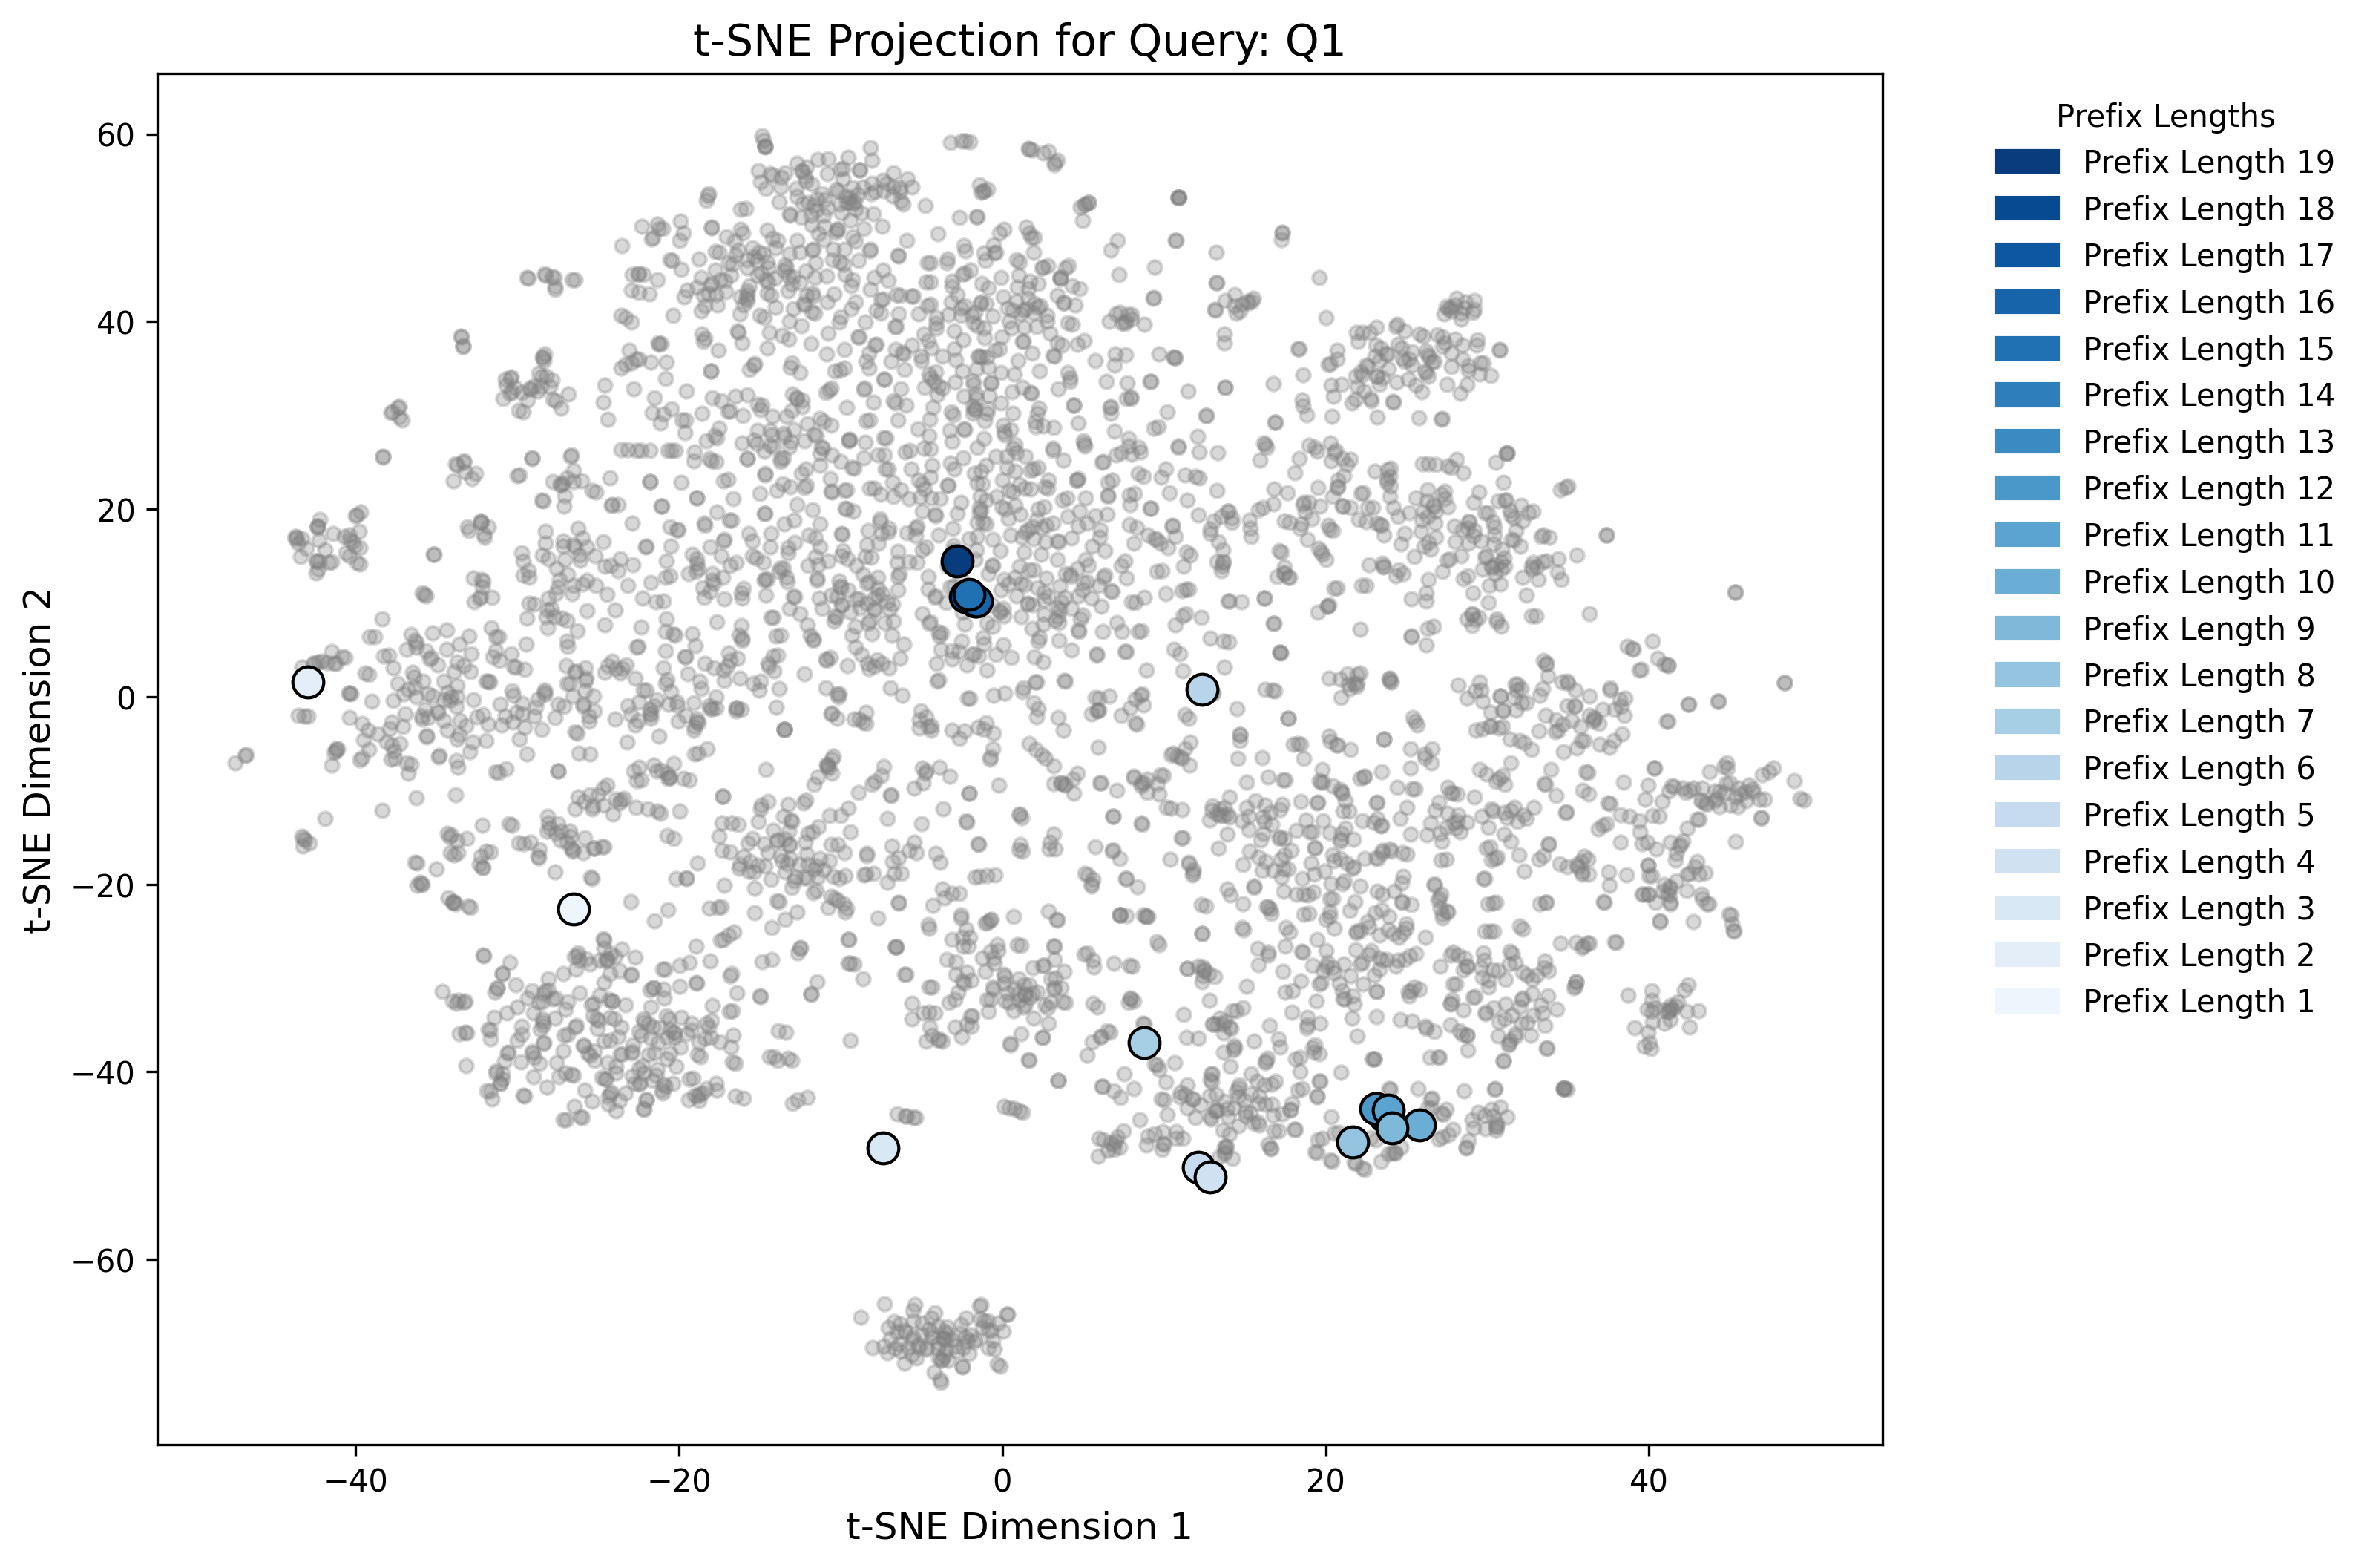 t-SNE Projection for Query: Q1
60
40
20
0
−20
−40
−60
t-SNE Dimension 2
−40
−20
0
20
40
t-SNE Dimension 1
Prefix Lengths
Prefix Length 19
Prefix Length 18
Prefix Length 17
Prefix Length 16
Prefix Length 15
Prefix Length 14
Prefix Length 13
Prefix Length 12
Prefix Length 11
Prefix Length 10
Prefix Length 9
Prefix Length 8
Prefix Length 7
Prefix Length 6
Prefix Length 5
Prefix Length 4
Prefix Length 3
Prefix Length 2
Prefix Length 1